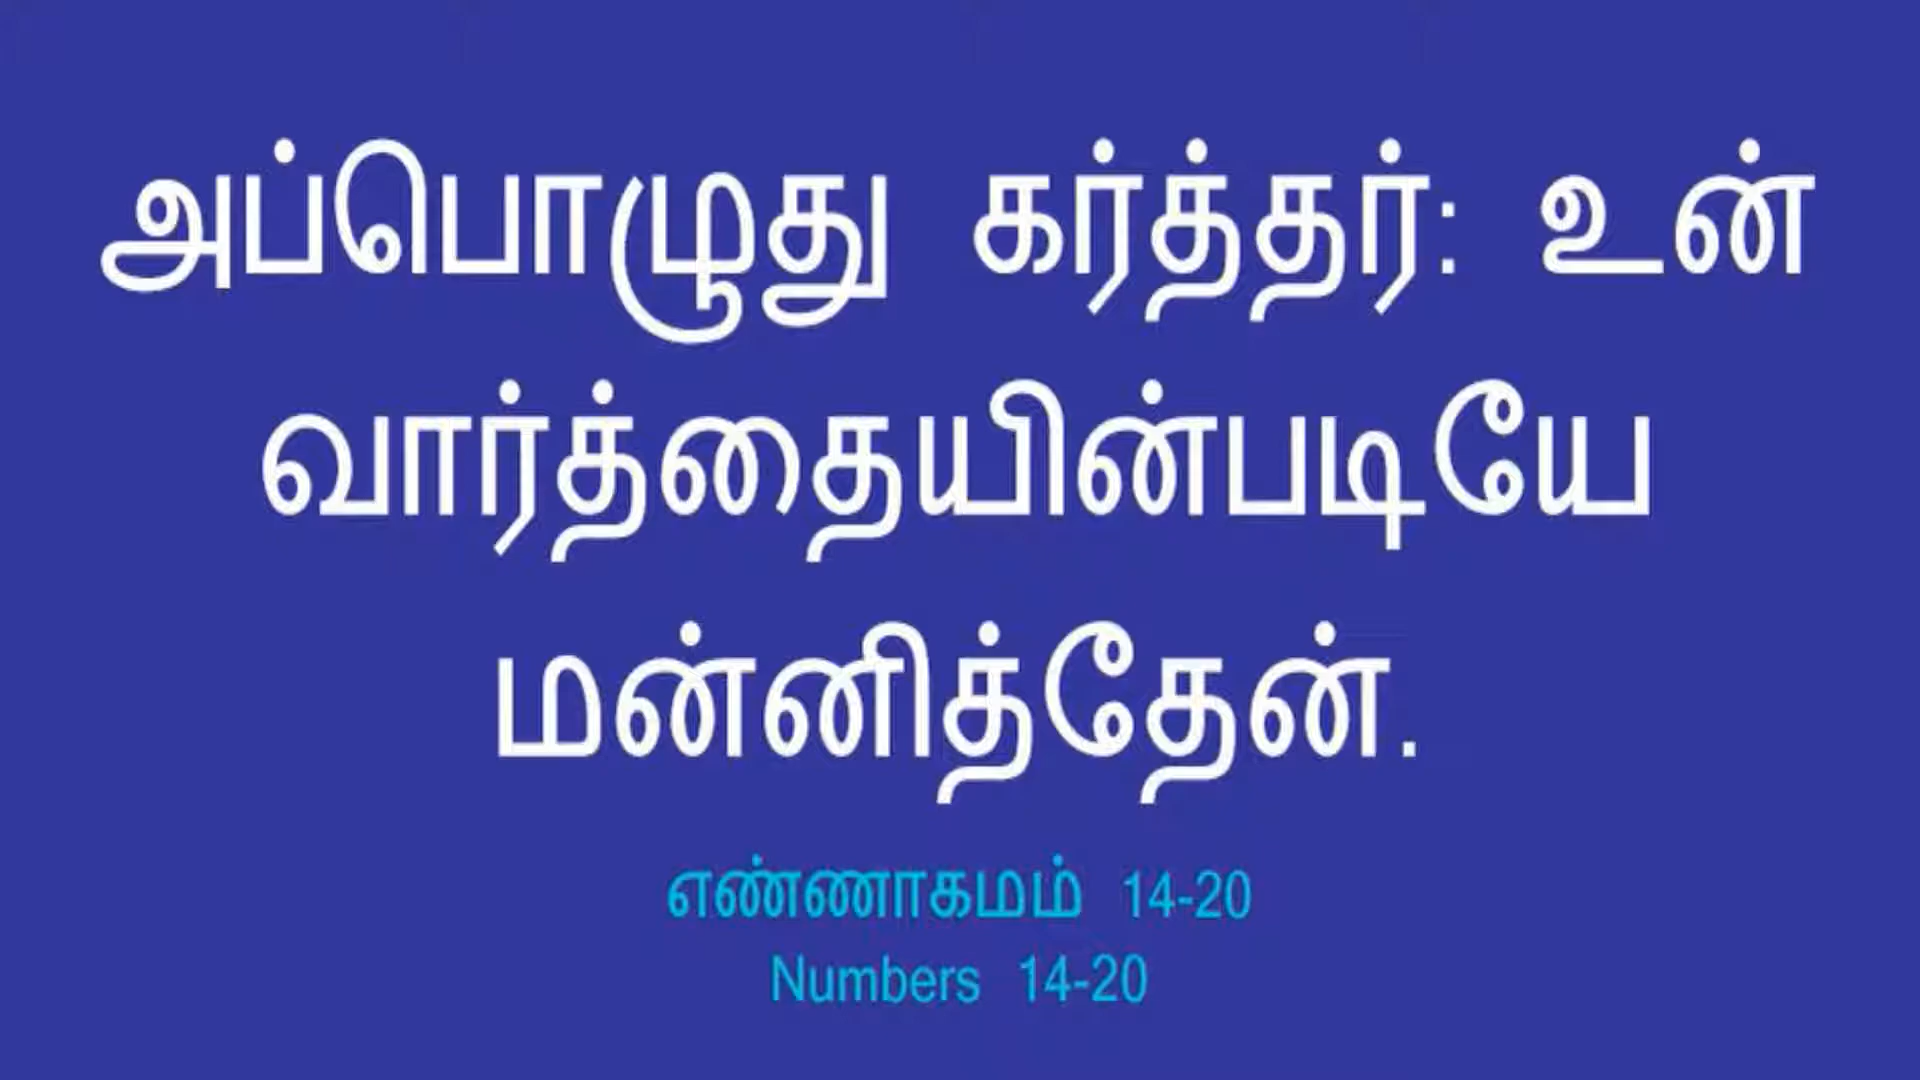 அப்பொழுது கர்த்தர்: உன்
வார்த்தையின்படியே
மன்னித்தேன்.
எண்ணாகமம் 14-20
Numbers 14-20